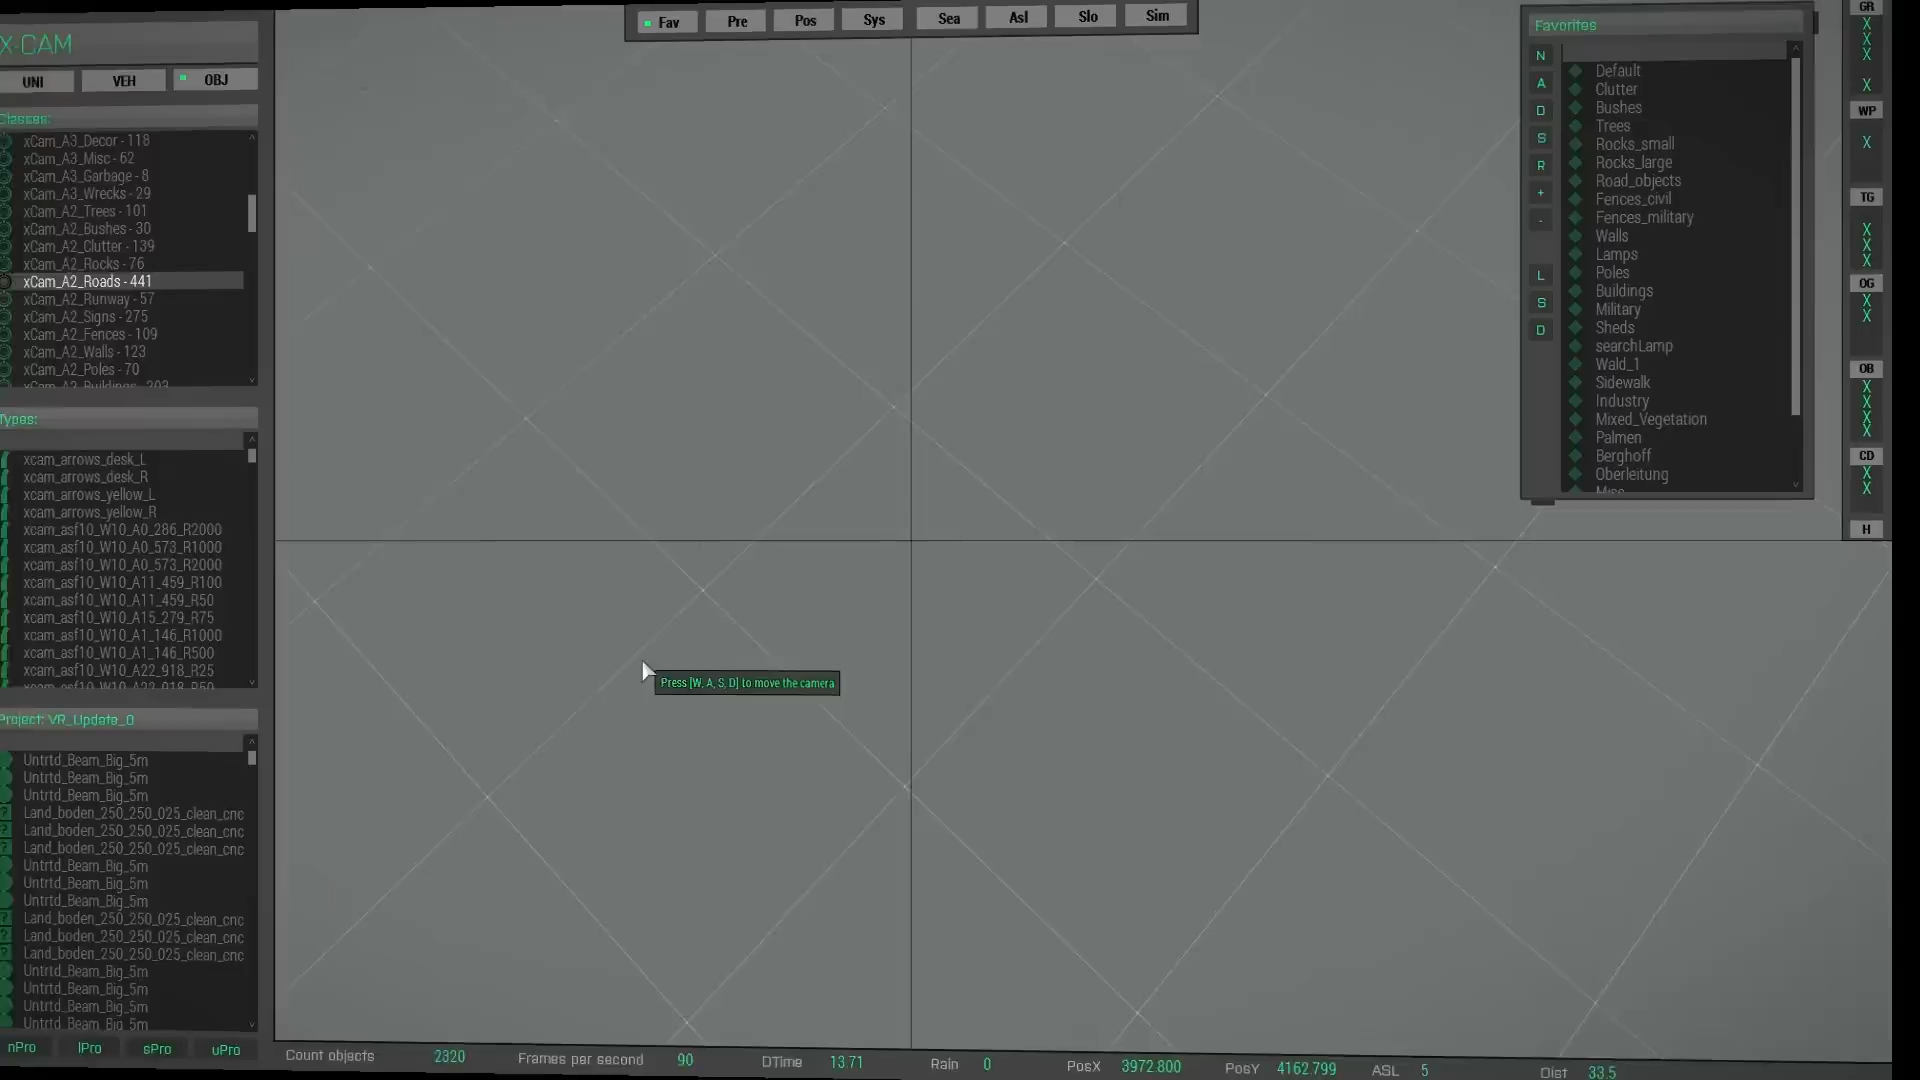 X-CAM
UNI VEH OBJ
Classes:
xCam_A3_Decor - 118
xCam_A3_Misc - 62
xCam_A3_Garbage - 8
xCam_A3_Wrecks - 29
xCam_A2_Trees - 101
xCam_A2_Bushes - 30
xCam_A2_Clutter - 139
xCam_A2_Rocks - 76
xCam_A2_Roads - 441
xCam_A2_Runway - 57
xCam_A2_Signs - 275
xCam_A2_Fences - 109
xCam_A2_Walls - 123
xCam_A2_Poles - 70
xCam_A2_Buildings - 203
Types:
xcam_arrows_desk_L
xcam_arrows_desk_R
xcam_arrows_yellow_L
xcam_arrows_yellow_R
xcam_asf10_W10_A0_286_R2000
xcam_asf10_W10_A0_573_R1000
xcam_asf10_W10_A0_573_R2000
xcam_asf10_W10_A11_459_R100
xcam_asf10_W10_A11_459_R50
xcam_asf10_W10_A15_279_R75
xcam_asf10_W10_A1_146_R1000
xcam_asf10_W10_A1_146_R500
xcam_asf10_W10_A22_918_R25
xcam_asf10_W10_A22_918_R50
Project: VR_Update_0
Untrtd_Beam_Big_5m
Untrtd_Beam_Big_5m
Untrtd_Beam_Big_5m
Land_boden_250_250_025_clean_cnc
Land_boden_250_250_025_clean_cnc
Land_boden_250_250_025_clean_cnc
Untrtd_Beam_Big_5m
Untrtd_Beam_Big_5m
Untrtd_Beam_Big_5m
Land_boden_250_250_025_clean_cnc
Land_boden_250_250_025_clean_cnc
Land_boden_250_250_025_clean_cnc
Untrtd_Beam_Big_5m
Untrtd_Beam_Big_5m
Untrtd_Beam_Big_5m
Untrtd_Beam_Big_5m
nPro lPro sPro uPro
Fav Pre Pos Sys Sea Asl Slo Sim
Press [W, A, S, D] to move the camera
Favorites
N
A
D
S
R
+
-
L
S
D
Default
Clutter
Bushes
Trees
Rocks_small
Rocks_large
Road_objects
Fences_civil
Fences_military
Walls
Lamps
Poles
Buildings
Military
Sheds
searchLamp
Wald_1
Sidewalk
Industry
Mixed_Vegetation
Palmen
Berghoff
Oberleitung
Misc
GR
X
X
X
X
WP
X
TG
X
X
X
OG
X
X
OB
X
X
X
X
CD
X
X
H
Count objects 2320 Frames per second 90 DTime 13.71 Rain 0 PosX 3972.800 PosY 4162.799 ASL 5 Dist 33.5